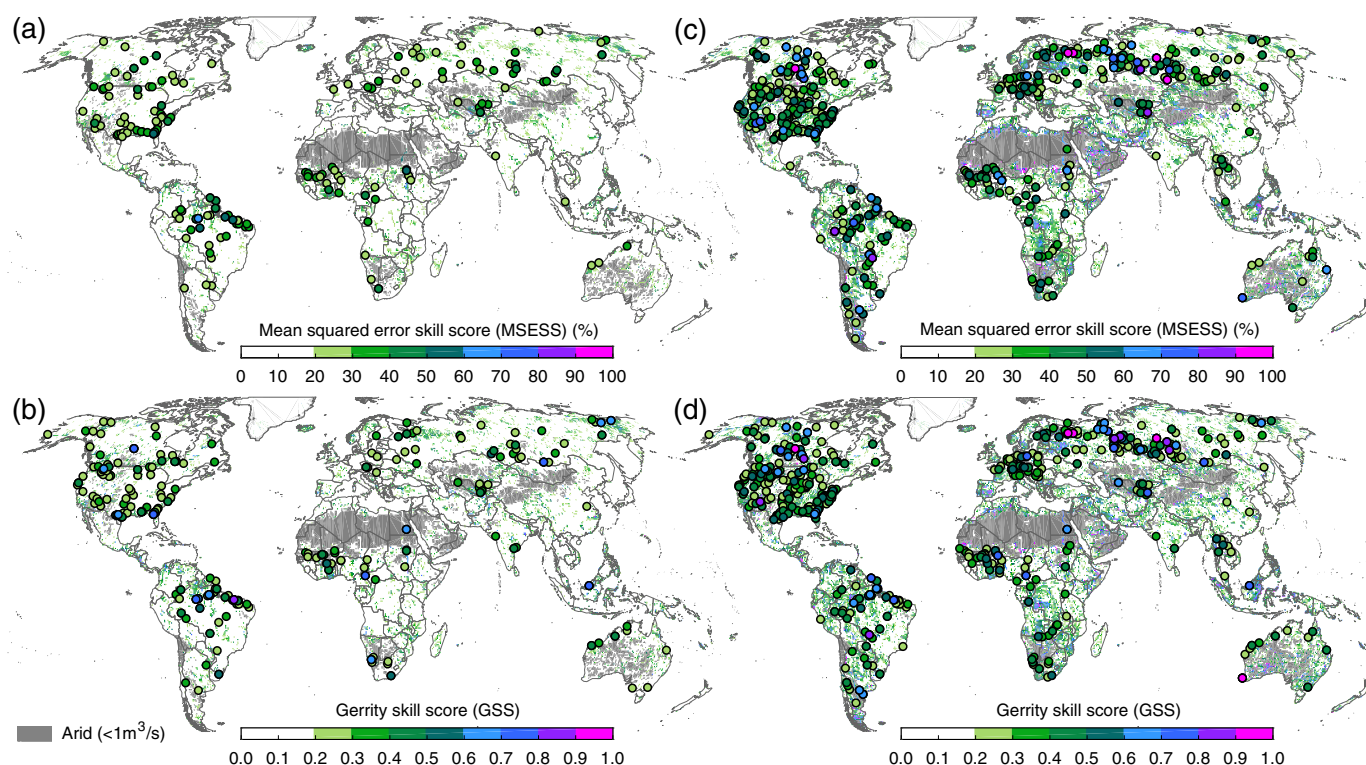 (a)
(c)
Mean squared error skill score (MSESS) (%)
0 10 20 30 40 50 60 70 80 90 100
Mean squared error skill score (MSESS) (%)
0 10 20 30 40 50 60 70 80 90 100
(b)
(d)
Arid (<1m³/s)
Gerrity skill score (GSS)
0.0 0.1 0.2 0.3 0.4 0.5 0.6 0.7 0.8 0.9 1.0
Gerrity skill score (GSS)
0.0 0.1 0.2 0.3 0.4 0.5 0.6 0.7 0.8 0.9 1.0